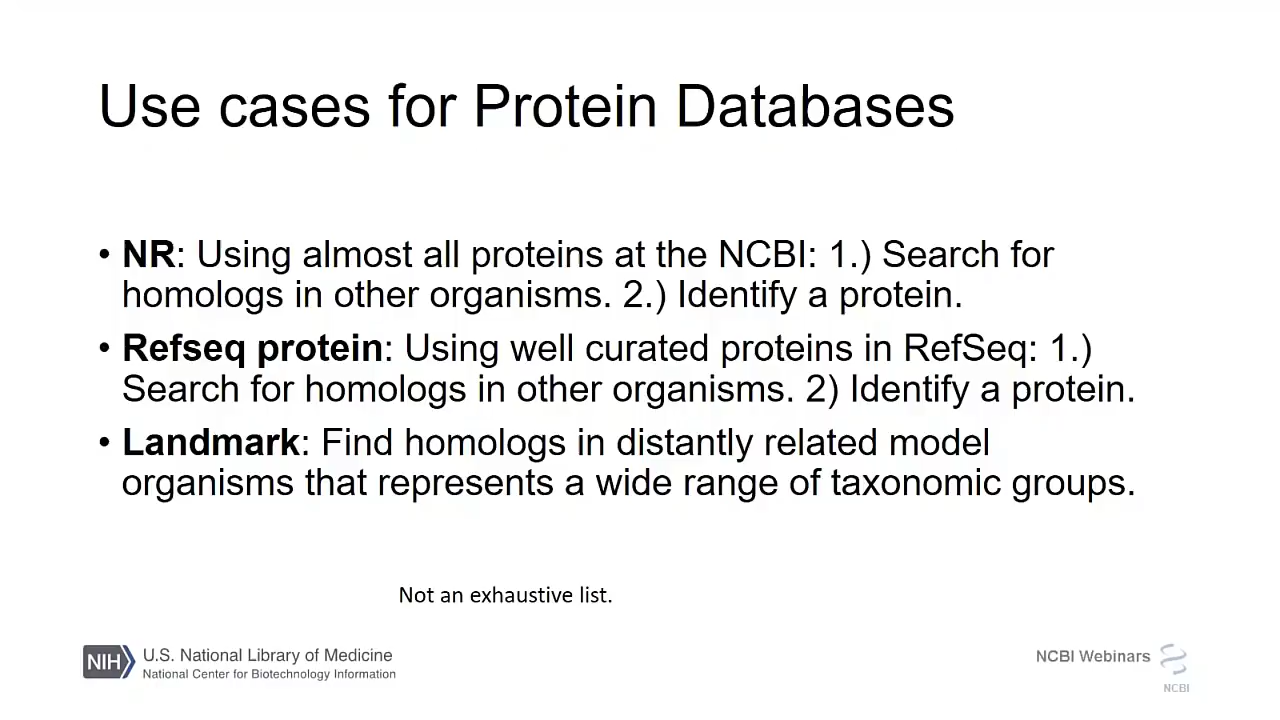 Use cases for Protein Databases
• NR: Using almost all proteins at the NCBI: 1.) Search for
homologs in other organisms. 2.) Identify a protein.
• Refseq protein: Using well curated proteins in RefSeq: 1.)
Search for homologs in other organisms. 2) Identify a protein.
• Landmark: Find homologs in distantly related model
organisms that represents a wide range of taxonomic groups.
Not an exhaustive list.
NIH
U.S. National Library of Medicine
National Center for Biotechnology Information
NCBI Webinars
NCBI